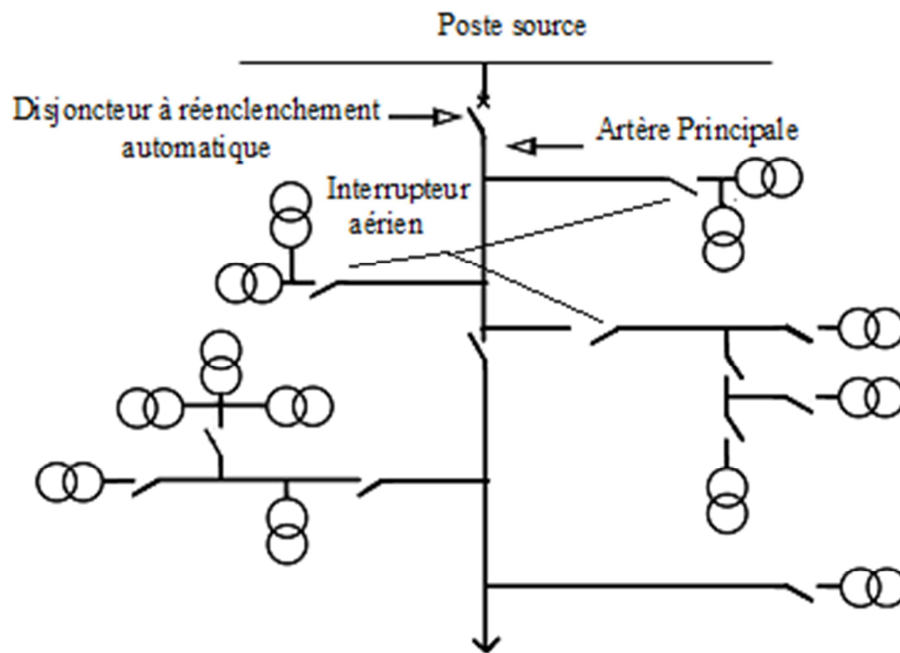 Poste source
Disjoncteur à réenclenchement
automatique
Artère Principale
Interrupteur
aérien